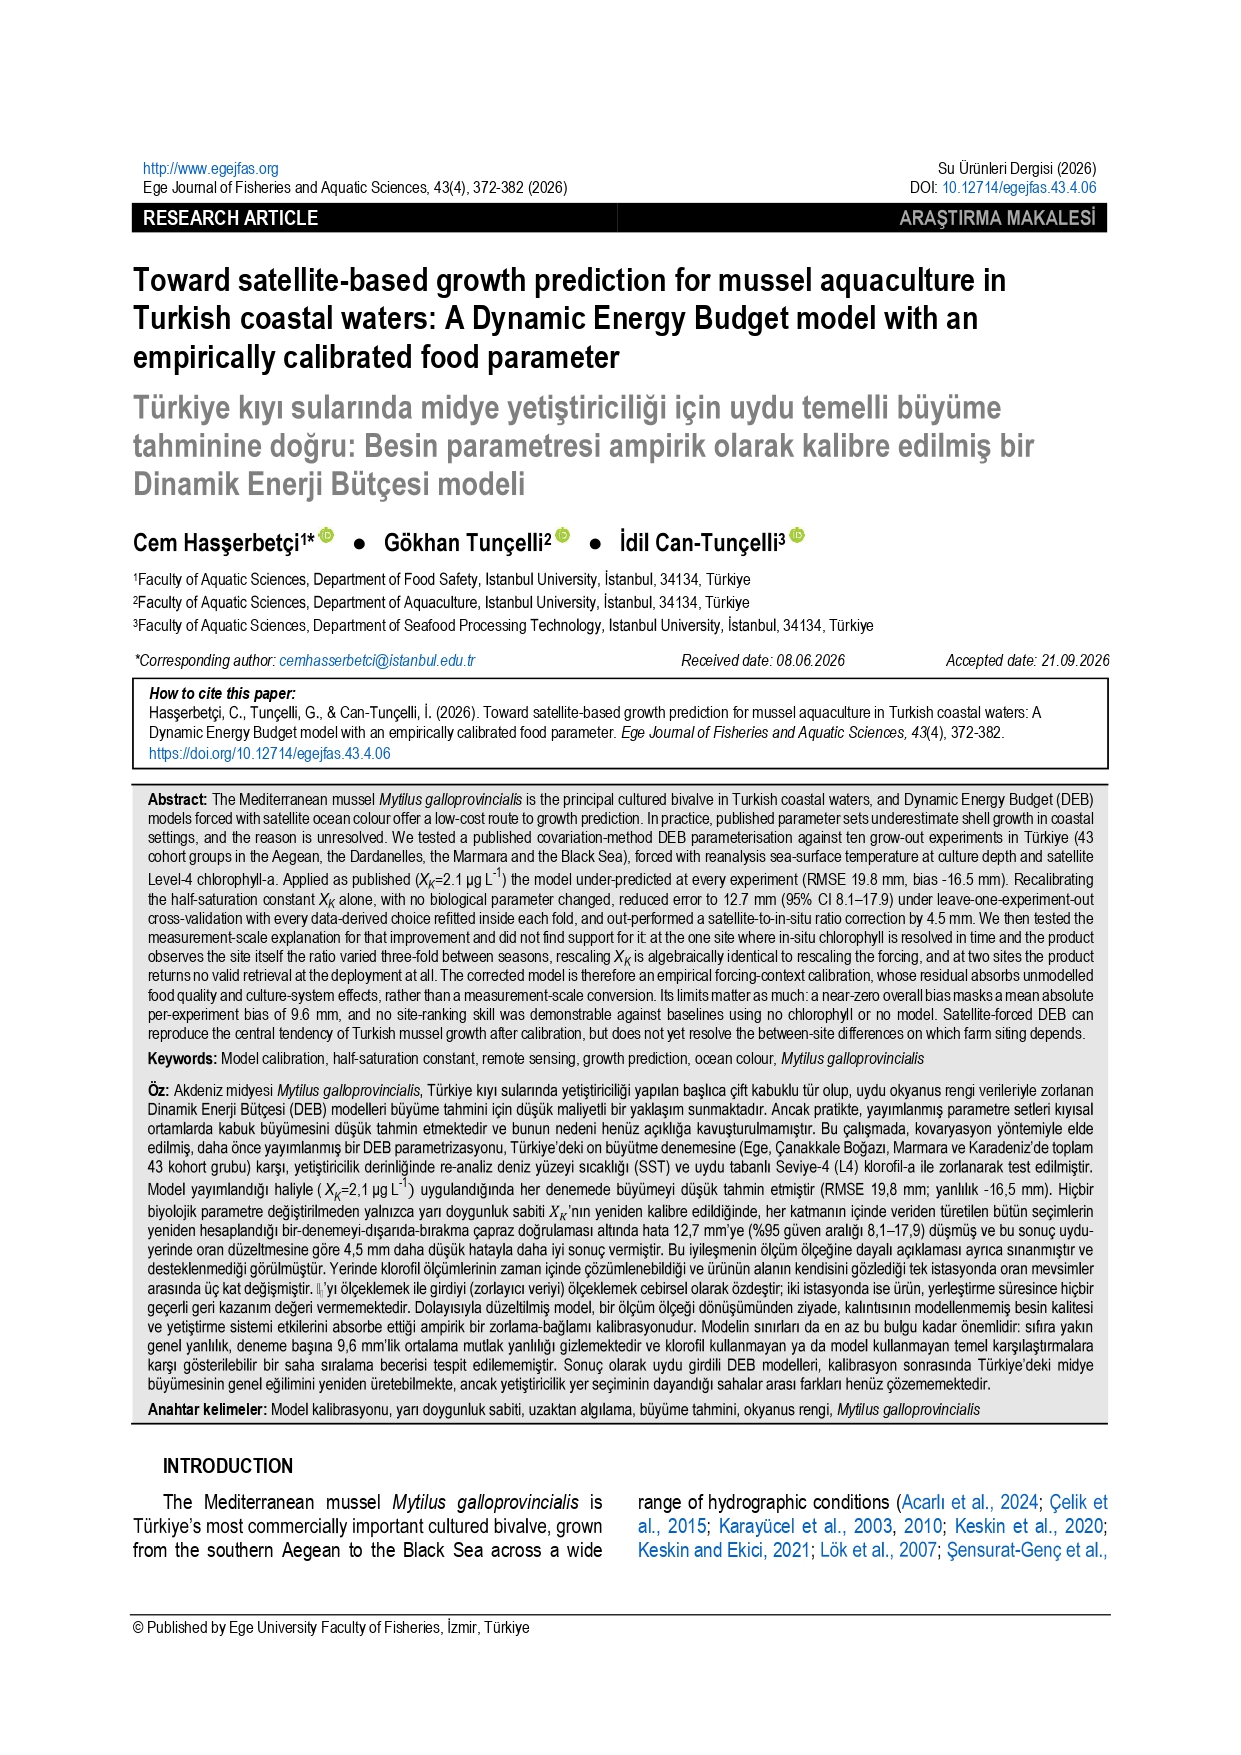 http://www.egejfas.org
Ege Journal of Fisheries and Aquatic Sciences, 43(4), 372-382 (2026)
Su Ürünleri Dergisi (2026)
DOI: 10.12714/egejfas.43.4.06
RESEARCH ARTICLE
ARAŞTIRMA MAKALESİ
Toward satellite-based growth prediction for mussel aquaculture in
Turkish coastal waters: A Dynamic Energy Budget model with an
empirically calibrated food parameter
Türkiye kıyı sularında midye yetiştiriciliği için uydu temelli büyüme
tahminine doğru: Besin parametresi ampirik olarak kalibre edilmiş bir
Dinamik Enerji Bütçesi modeli
Cem Hasşerbetçi1* ● Gökhan Tunçelli2 ● İdil Can-Tunçelli3
1Faculty of Aquatic Sciences, Department of Food Safety, Istanbul University, İstanbul, 34134, Türkiye
2Faculty of Aquatic Sciences, Department of Aquaculture, Istanbul University, İstanbul, 34134, Türkiye
3Faculty of Aquatic Sciences, Department of Seafood Processing Technology, Istanbul University, İstanbul, 34134, Türkiye
*Corresponding author: cemhasserbetci@istanbul.edu.tr Received date: 08.06.2026 Accepted date: 21.09.2026
How to cite this paper:
Hasşerbetçi, C., Tunçelli, G., & Can-Tunçelli, İ. (2026). Toward satellite-based growth prediction for mussel aquaculture in Turkish coastal waters: A
Dynamic Energy Budget model with an empirically calibrated food parameter. Ege Journal of Fisheries and Aquatic Sciences, 43(4), 372-382.
https://doi.org/10.12714/egejfas.43.4.06
Abstract: The Mediterranean mussel Mytilus galloprovincialis is the principal cultured bivalve in Turkish coastal waters, and Dynamic Energy Budget (DEB)
models forced with satellite ocean colour offer a low-cost route to growth prediction. In practice, published parameter sets underestimate shell growth in coastal
settings, and the reason is unresolved. We tested a published covariation-method DEB parameterisation against ten grow-out experiments in Türkiye (43
cohort groups in the Aegean, the Dardanelles, the Marmara and the Black Sea), forced with reanalysis sea-surface temperature at culture depth and satellite
Level-4 chlorophyll-a. Applied as published (XK=2.1 µg L-1) the model under-predicted at every experiment (RMSE 19.8 mm, bias -16.5 mm). Recalibrating
the half-saturation constant XK alone, with no biological parameter changed, reduced error to 12.7 mm (95% CI 8.1–17.9) under leave-one-experiment-out
cross-validation with every data-derived choice refitted inside each fold, and out-performed a satellite-to-in-situ ratio correction by 4.5 mm. We then tested the
measurement-scale explanation for that improvement and did not find support for it: at the one site where in-situ chlorophyll is resolved in time and the product
observes the site itself the ratio varied three-fold between seasons, rescaling XK is algebraically identical to rescaling the forcing, and at two sites the product
returns no valid retrieval at the deployment at all. The corrected model is therefore an empirical forcing-context calibration, whose residual absorbs unmodelled
food quality and culture-system effects, rather than a measurement-scale conversion. Its limits matter as much: a near-zero overall bias masks a mean absolute
per-experiment bias of 9.6 mm, and no site-ranking skill was demonstrable against baselines using no chlorophyll or no model. Satellite-forced DEB can
reproduce the central tendency of Turkish mussel growth after calibration, but does not yet resolve the between-site differences on which farm siting depends.
Keywords: Model calibration, half-saturation constant, remote sensing, growth prediction, ocean colour, Mytilus galloprovincialis
Öz: Akdeniz midyesi Mytilus galloprovincialis, Türkiye kıyı sularında yetiştiriciliği yapılan başlıca çift kabuklu tür olup, uydu okyanus rengi verileriyle zorlanan
Dinamik Enerji Bütçesi (DEB) modelleri büyüme tahmini için düşük maliyetli bir yaklaşım sunmaktadır. Ancak pratikte, yayımlanmış parametre setleri kıyısal
ortamlarda kabuk büyümesini düşük tahmin etmektedir ve bunun nedeni henüz açıklığa kavuşturulmamıştır. Bu çalışmada, kovaryasyon yöntemiyle elde
edilmiş, daha önce yayımlanmış bir DEB parametrizasyonu, Türkiye'deki on büyütme denemesine (Ege, Çanakkale Boğazı, Marmara ve Karadeniz'de toplam
43 kohort grubu) karşı, yetiştiricilik derinliğinde re-analiz deniz yüzeyi sıcaklığı (SST) ve uydu tabanlı Seviye-4 (L4) klorofil-a ile zorlanarak test edilmiştir.
Model yayımlandığı haliyle ( XK=2,1 µg L-1) uygulandığında her denemede büyümeyi düşük tahmin etmiştir (RMSE 19,8 mm; yanlılık -16,5 mm). Hiçbir
biyolojik parametre değiştirilmeden yalnızca yarı doygunluk sabiti XK'nın yeniden kalibre edildiğinde, her katmanın içinde veriden türetilen bütün seçimlerin
yeniden hesaplandığı bir-denemeyi-dışarıda-bırakma çapraz doğrulaması altında hata 12,7 mm'ye (%95 güven aralığı 8,1–17,9) düşmüş ve bu sonuç uydu-
yerinde oran düzeltmesine göre 4,5 mm daha düşük hatayla daha iyi sonuç vermiştir. Bu iyileşmenin ölçüm ölçeğine dayalı açıklaması ayrıca sınanmıştır ve
desteklenmediği görülmüştür. Yerinde klorofil ölçümlerinin zaman içinde çözümlenebildiği ve ürünün alanın kendisini gözlediği tek istasyonda oran mevsimler
arasında üç kat değişmiştir. 'yı ölçeklemek ile girdiyi (zorlayıcı veriyi) ölçeklemek cebirsel olarak özdeştir; iki istasyonda ise ürün, yerleştirme süresince hiçbir
geçerli geri kazanım değeri vermemektedir. Dolayısıyla düzeltilmiş model, bir ölçüm ölçeği dönüşümünden ziyade, kalıntısının modellenmemiş besin kalitesi
ve yetiştirme sistemi etkilerini absorbe ettiği ampirik bir zorlama-bağlamı kalibrasyonudur. Modelin sınırları da en az bu bulgu kadar önemlidir: sıfıra yakın
genel yanlılık, deneme başına 9,6 mm'lik ortalama mutlak yanlılığı gizlemektedir ve klorofil kullanmayan ya da model kullanmayan temel karşılaştırmalara
karşı gösterilebilir bir saha sıralama becerisi tespit edilememiştir. Sonuç olarak uydu girdili DEB modelleri, kalibrasyon sonrasında Türkiye'deki midye
büyümesinin genel eğilimini yeniden üretebilmekte, ancak yetiştiricilik yer seçiminin dayandığı sahalar arası farkları henüz çözememektedir.
Anahtar kelimeler: Model kalibrasyonu, yarı doygunluk sabiti, uzaktan algılama, büyüme tahmini, okyanus rengi, Mytilus galloprovincialis
INTRODUCTION
The Mediterranean mussel Mytilus galloprovincialis is
Türkiye's most commercially important cultured bivalve, grown
from the southern Aegean to the Black Sea across a wide
range of hydrographic conditions (Acarlı et al., 2024; Çelik et
al., 2015; Karayücel et al., 2003, 2010; Keskin et al., 2020;
Keskin and Ekici, 2021; Lök et al., 2007; Şensurat-Genç et al.,
© Published by Ege University Faculty of Fisheries, İzmir, Türkiye